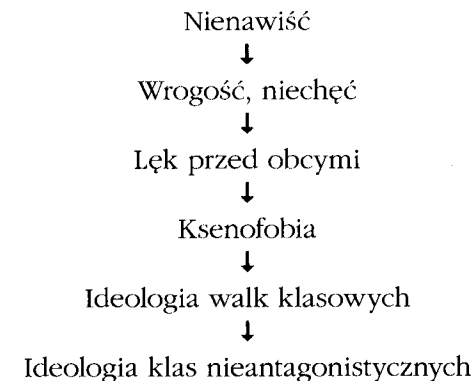 Nienawiść
↓
Wrogość, niechęć
↓
Lęk przed obcymi
↓
Ksenofobia
↓
Ideologia walk klasowych
↓
Ideologia klas nieantagonistycznych